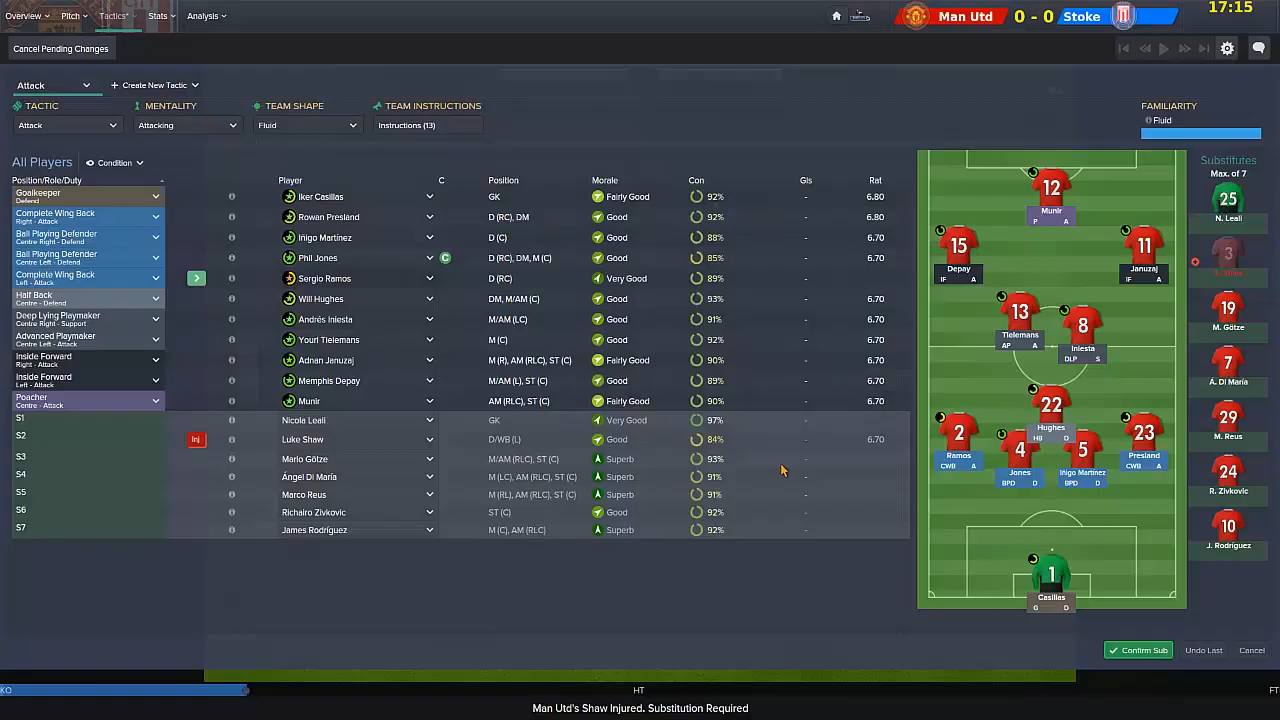 Overview Pitch Tactics* Stats Analysis
Man Utd 0 - 0 Stoke 17:15
Cancel Pending Changes
Attack + Create New Tactic
TACTIC MENTALITY TEAM SHAPE TEAM INSTRUCTIONS FAMILIARITY
Attack Attacking Fluid Instructions (13) Fluid
All Players Condition
Position/Role/Duty Player C Position Morale Con Gls Rat
Goalkeeper Defend Iker Casillas GK Fairly Good 92% - 6.80
Complete Wing Back Right - Attack Rowan Presland D (RC), DM Good 92% - 6.80
Ball Playing Defender Centre Right - Defend Iñigo Martínez D (C) Good 88% - 6.70
Ball Playing Defender Centre Left - Defend Phil Jones C D (RC), DM, M (C) Good 85% - 6.70
Complete Wing Back Left - Attack Sergio Ramos D (RC) Very Good 89% -
Half Back Centre - Defend Will Hughes DM, M/AM (C) Good 93% - 6.70
Deep Lying Playmaker Centre Right - Support Andrés Iniesta M/AM (LC) Good 91% - 6.70
Advanced Playmaker Centre Left - Attack Youri Tielemans M (C) Good 92% - 6.70
Inside Forward Right - Attack Adnan Januzaj M (R), AM (RLC), ST (C) Fairly Good 90% - 6.70
Inside Forward Left - Attack Memphis Depay M/AM (L), ST (C) Good 89% - 6.70
Poacher Centre - Attack Munir AM (RLC), ST (C) Fairly Good 90% - 6.70
S1 Nicola Leali GK Very Good 97% -
S2 Inj Luke Shaw D/WB (L) Good 84% - 6.70
S3 Mario Götze M/AM (RLC), ST (C) Superb 93% -
S4 Ángel Di María M (LC), AM (RLC), ST (C) Superb 91% -
S5 Marco Reus M (RL), AM (RLC), ST (C) Superb 91% -
S6 Richairo Zivkovic ST (C) Good 92% -
S7 James Rodríguez M (C), AM (RLC) Superb 92% -
12
Munir
P A
15 11
Depay Januzaj
IF A IF A
13 8
Tielemans Iniesta
AP A DLP S
22
Hughes
HB D
2 4 5 23
Ramos Jones Iñigo Martínez Presland
CWB A BPD D BPD D CWB A
1
Casillas
G D
Substitutes
Max. of 7
25
N. Leali
3
L. Shaw
19
M. Götze
7
Á. Di María
29
M. Reus
24
R. Zivkovic
10
J. Rodríguez
Confirm Sub Undo Last Cancel
KO HT FT
Man Utd's Shaw Injured. Substitution Required